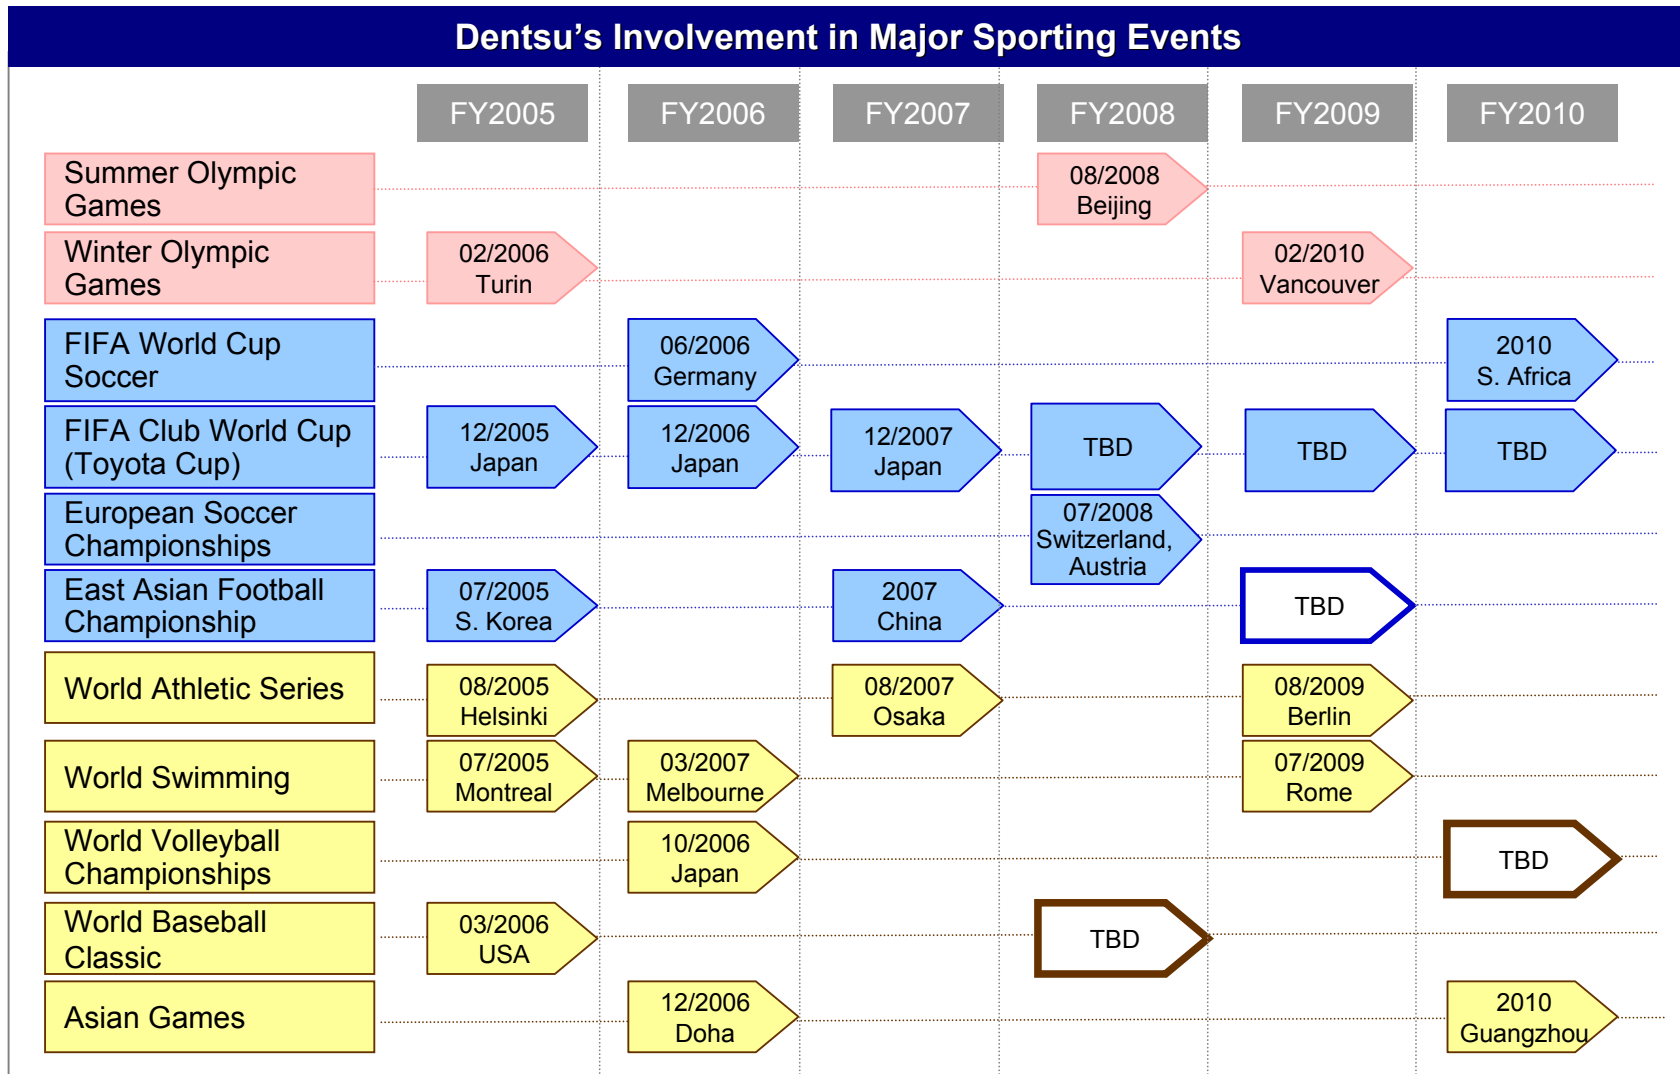 Dentsu’s Involvement in Major Sporting Events
FY2005
FY2006
FY2007
FY2008
FY2009
FY2010
Summer Olympic
Games
08/2008
Beijing
Winter Olympic
Games
02/2006
Turin
02/2010
Vancouver
FIFA World Cup
Soccer
06/2006
Germany
2010
S. Africa
FIFA Club World Cup
(Toyota Cup)
12/2005
Japan
12/2006
Japan
12/2007
Japan
TBD
TBD
TBD
European Soccer
Championships
07/2008
Switzerland,
Austria
East Asian Football
Championship
07/2005
S. Korea
2007
China
TBD
World Athletic Series
08/2005
Helsinki
08/2007
Osaka
08/2009
Berlin
World Swimming
07/2005
Montreal
03/2007
Melbourne
07/2009
Rome
World Volleyball
Championships
10/2006
Japan
TBD
World Baseball
Classic
03/2006
USA
TBD
Asian Games
12/2006
Doha
2010
Guangzhou